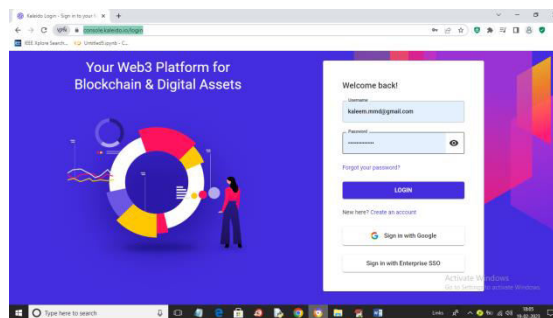 Kaleido Login - Sign in to your
console.kaleido.io/login
IEEE Xplore Search...
Untitled3.ipynb - C...
Your Web3 Platform for
Blockchain & Digital Assets
Welcome back!
Username
kaleem.mmd@gmail.com
Password
Forgot your password?
LOGIN
New here? Create an account
Sign in with Google
Sign in with Enterprise SSO
Activate Windows
Go to Settings to activate Windows.
Type here to search
Links